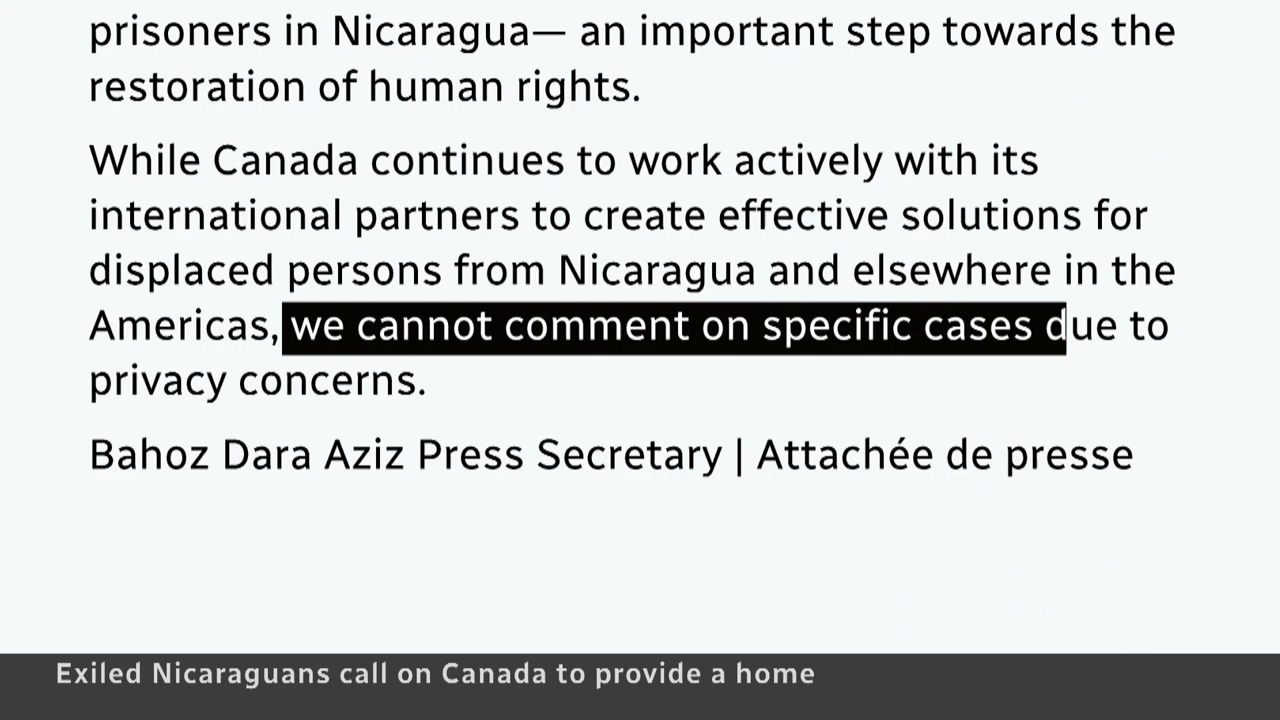 prisoners in Nicaragua— an important step towards the
restoration of human rights.
While Canada continues to work actively with its
international partners to create effective solutions for
displaced persons from Nicaragua and elsewhere in the
Americas, we cannot comment on specific cases due to
privacy concerns.
Bahoz Dara Aziz Press Secretary | Attachée de presse
Exiled Nicaraguans call on Canada to provide a home